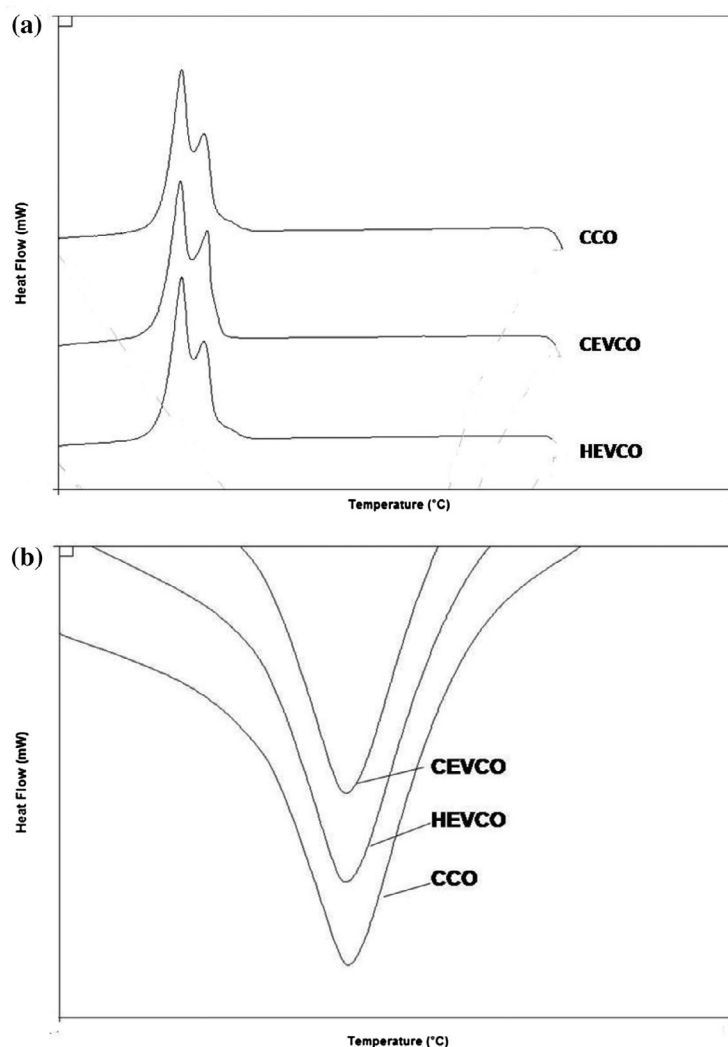 (a)
Heat Flow (mW)
CCO
CEVCO
HEVCO
Temperature (°C)
(b)
Heat Flow (mW)
CEVCO
HEVCO
CCO
Temperature (°C)